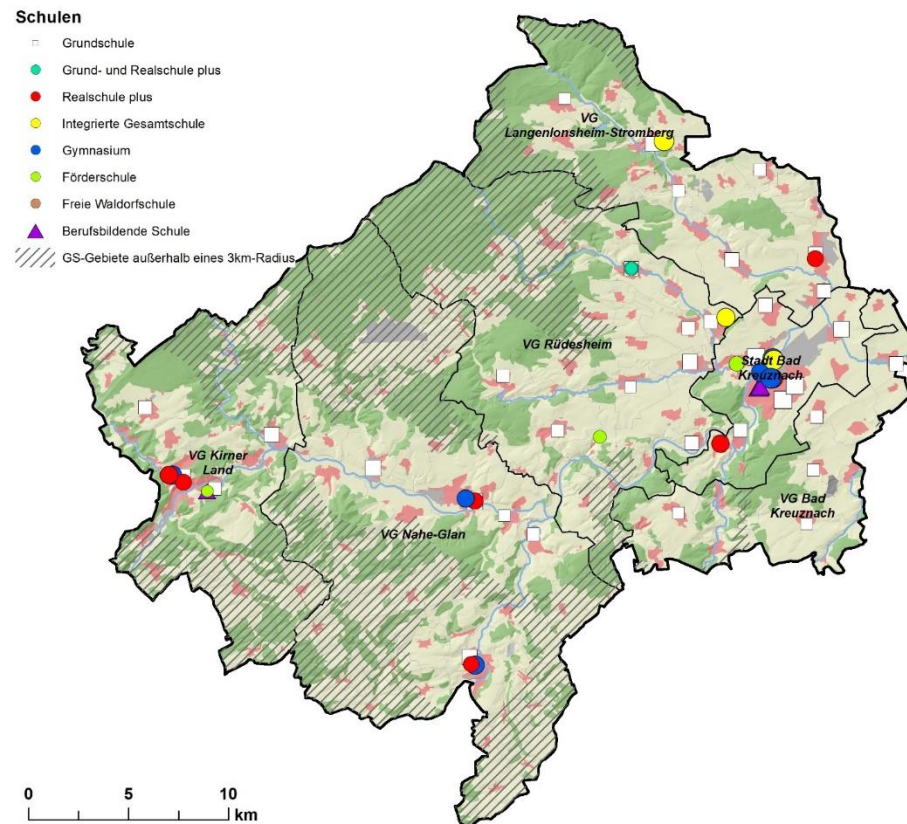 Schulen
Grundschule
Grund- und Realschule plus
Realschule plus
Integrierte Gesamtschule
Gymnasium
Förderschule
Freie Waldorfschule
Berufsbildende Schule
GS-Gebiete außerhalb eines 3km-Radius
VG
Langenlonsheim-Stromberg
VG Rüdesheim
Stadt Bad
Kreuznach
VG Kirner
Land
VG Nahe-Glan
VG Bad
Kreuznach
0 5 10
km